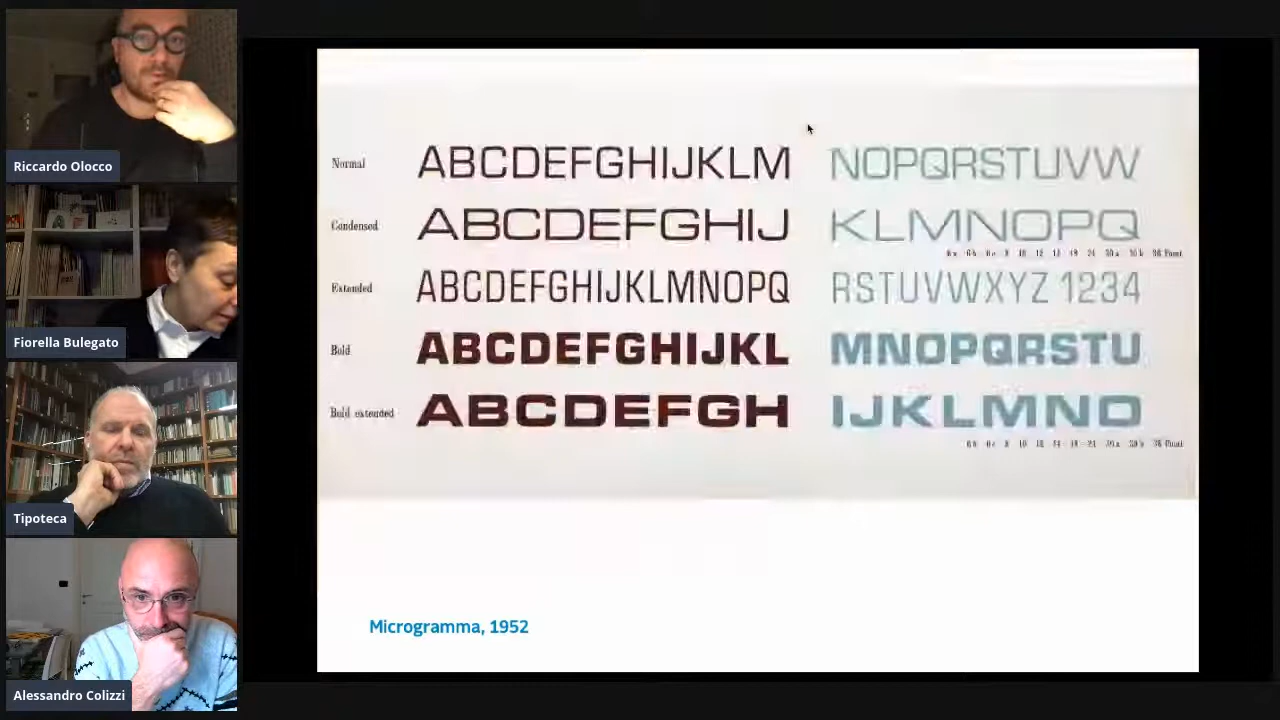 Riccardo Olocco
Fiorella Bulegato
Tipoteca
Alessandro Colizzi
Normal ABCDEFGHIJKLM NOPQRSTUVW
Condensed ABCDEFGHIJ KLMNOPQ
Extended ABCDEFGHIJKLMNOPQ RSTUVWXYZ 1234
Bold ABCDEFGHIJKL MNOPQRSTU
Bold extended ABCDEFGH IJKLMNO
Microgramma, 1952